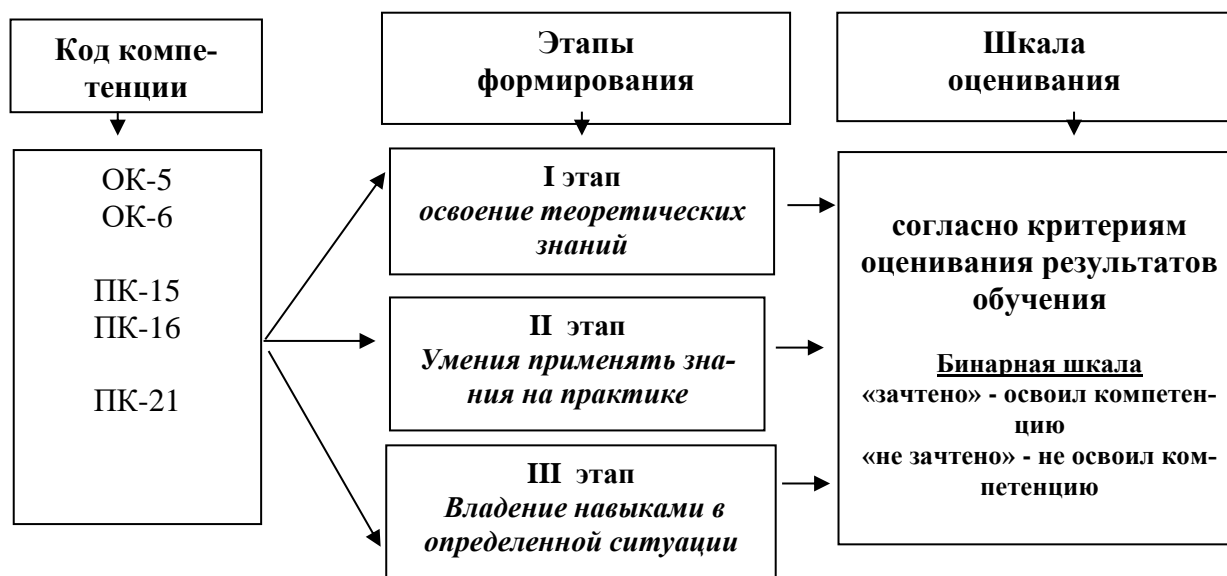 Код компе-
тенции
Этапы
формирования
Шкала
оценивания
ОК-5
ОК-6
ПК-15
ПК-16
ПК-21
I этап
освоение теоретических
знаний
II этап
Умения применять зна-
ния на практике
III этап
Владение навыками в
определенной ситуации
согласно критериям
оценивания результатов
обучения
Бинарная шкала
«зачтено» - освоил компетен-
цию
«не зачтено» - не освоил ком-
петенцию